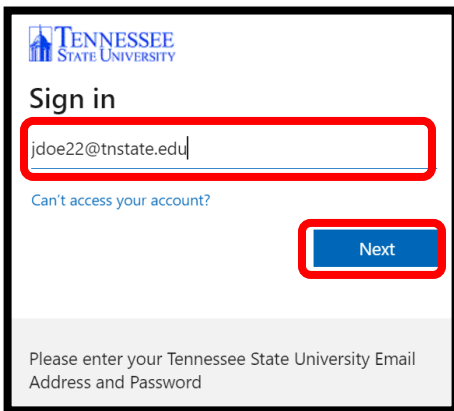 TENNESSEE
STATE UNIVERSITY
Sign in
jdoe22@tnstate.edu
Can't access your account?
Next
Please enter your Tennessee State University Email
Address and Password